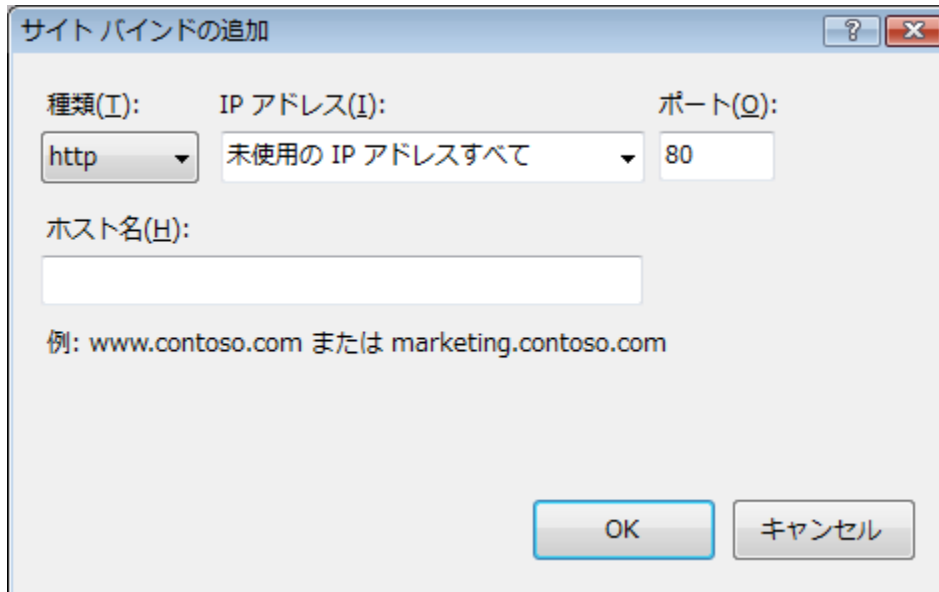 サイト バインドの追加
種類(T): IP アドレス(I): ポート(O):
http 未使用の IP アドレスすべて 80
ホスト名(H):
例: www.contoso.com または marketing.contoso.com
OK キャンセル